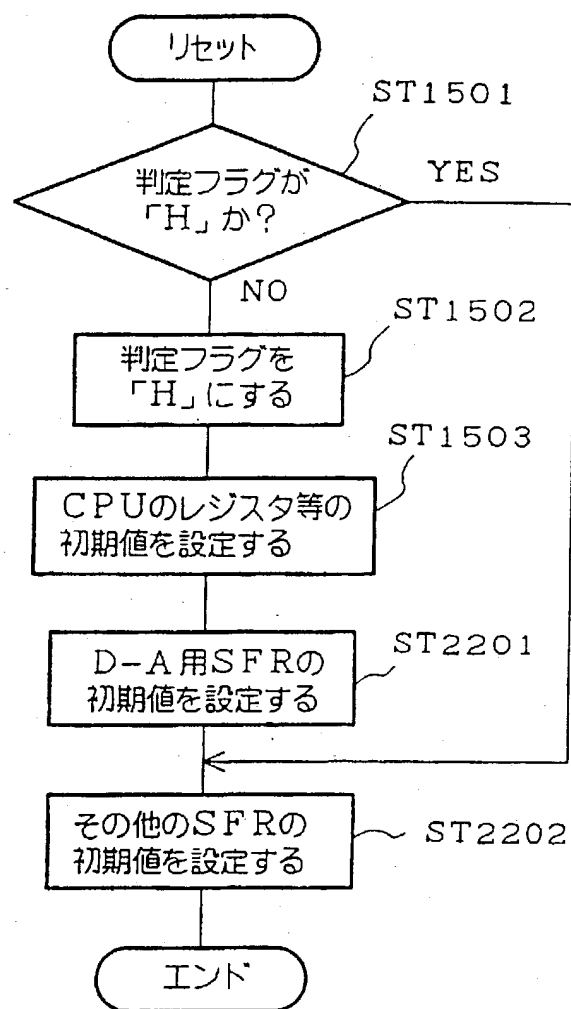 リセット
ST1501
判定フラグが
「H」か?
YES
NO
ST1502
判定フラグを
「H」にする
ST1503
CPUのレジスタ等の
初期値を設定する
ST2201
D-A用SFRの
初期値を設定する
その他のSFRの
初期値を設定する
ST2202
エンド